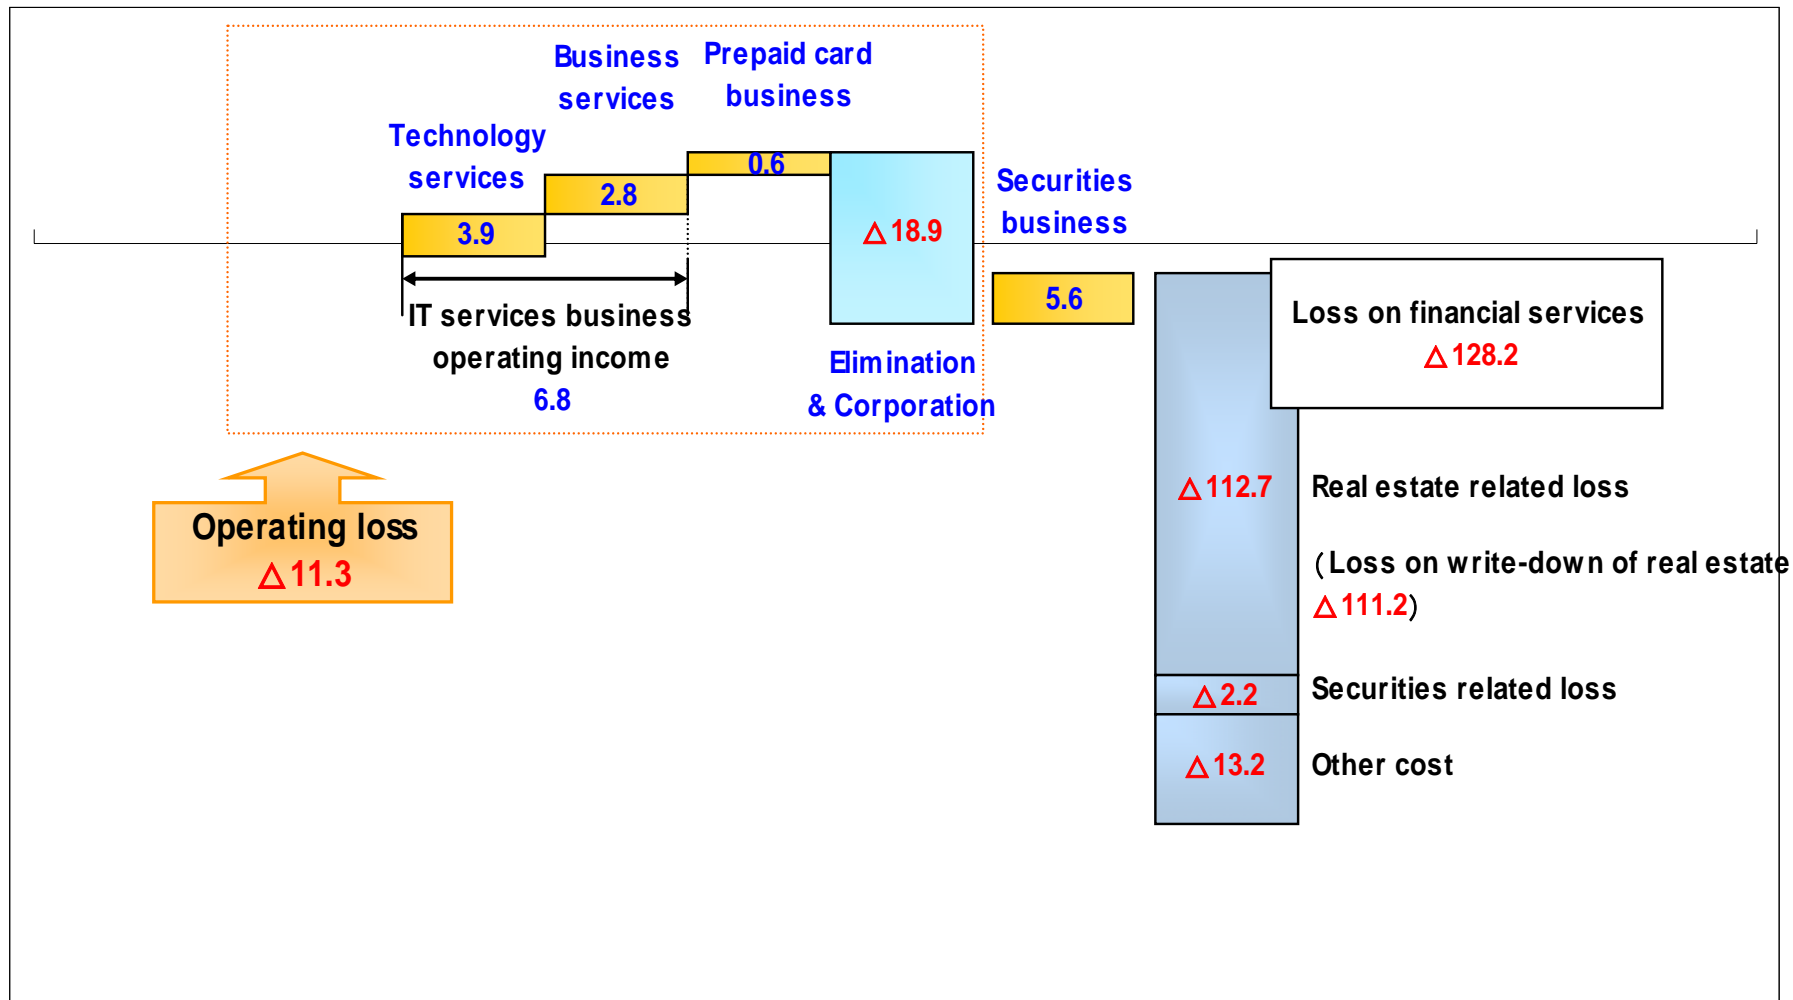 Business
services
Prepaid card
business
Technology
services
0.6
2.8
3.9
△18.9
Securities
business
5.6
IT services business
operating income
6.8
Elimination
& Corporation
Loss on financial services
△128.2
Operating loss
△11.3
△112.7
Real estate related loss
（Loss on write-down of real estate
△111.2）
△2.2
Securities related loss
△13.2
Other cost